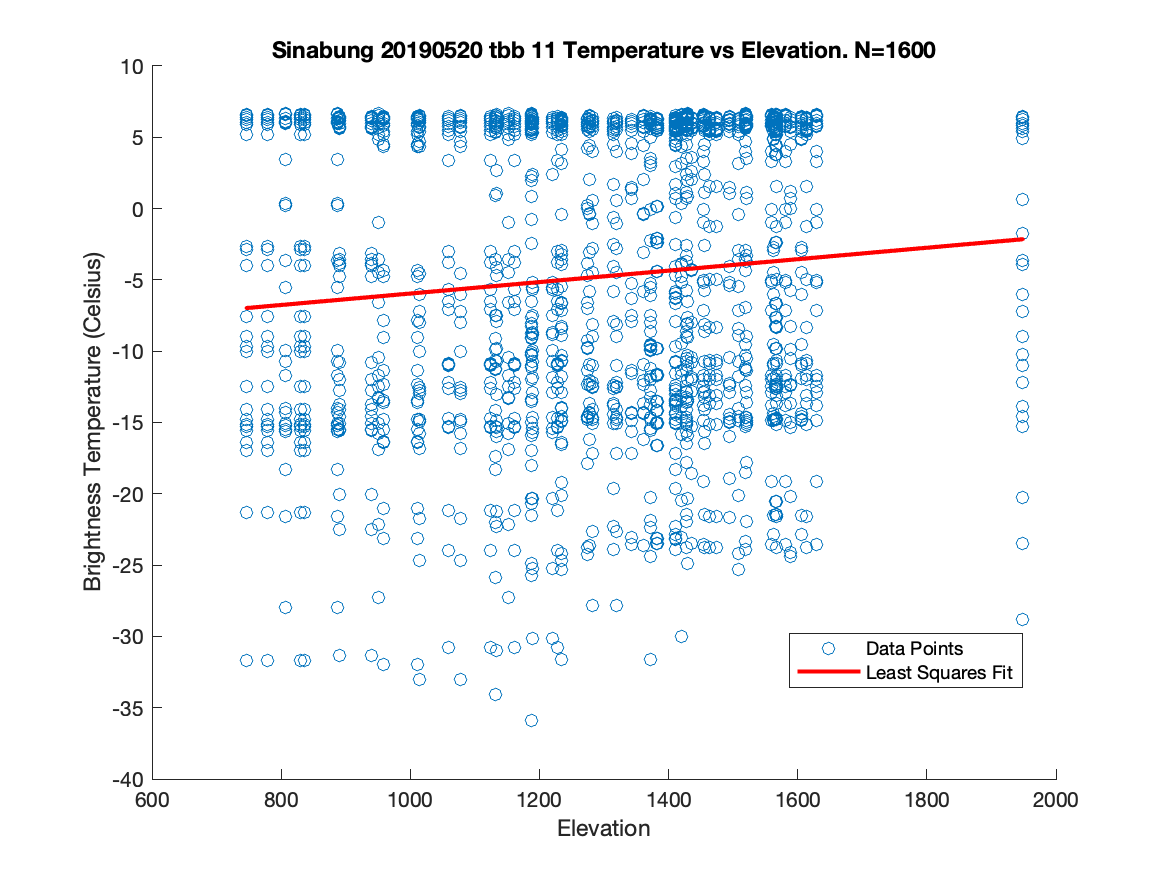 Sinabung 20190520 tbb 11 Temperature vs Elevation. N=1600
10
5
0
-5
-10
-15
-20
-25
-30
-35
-40
Brightness Temperature (Celsius)
Data Points
Least Squares Fit
600 800 1000 1200 1400 1600 1800 2000
Elevation